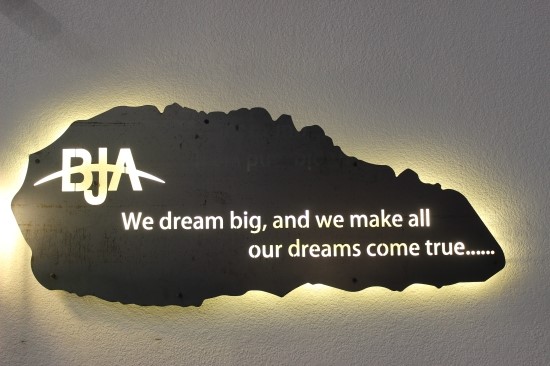 BJA
We dream big, and we make all
our dreams come true......